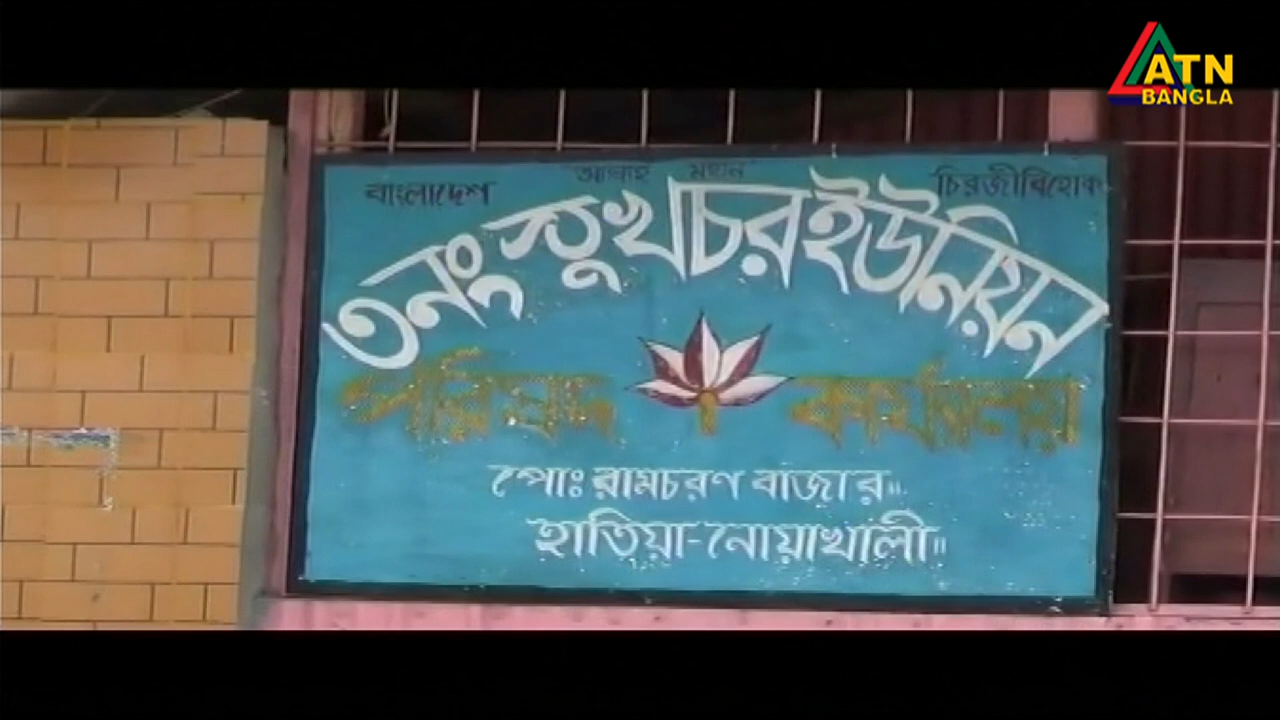 ATN
BANGLA
বাংলাদেশ আল্লাহ মহান চিরজীবিহোক
৩নং সুখচর ইউনিয়ন
পরিষদ কার্যালয়
পোঃ রামচরণ বাজার॥
হাতিয়া-নোয়াখালী॥